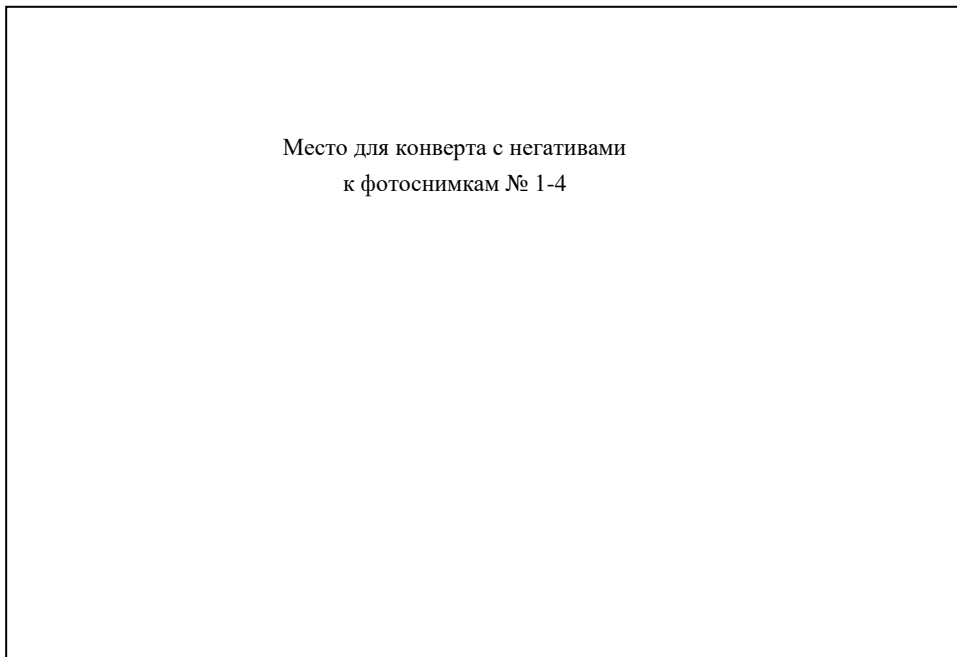 Место для конверта с негативами
к фотоснимкам № 1-4